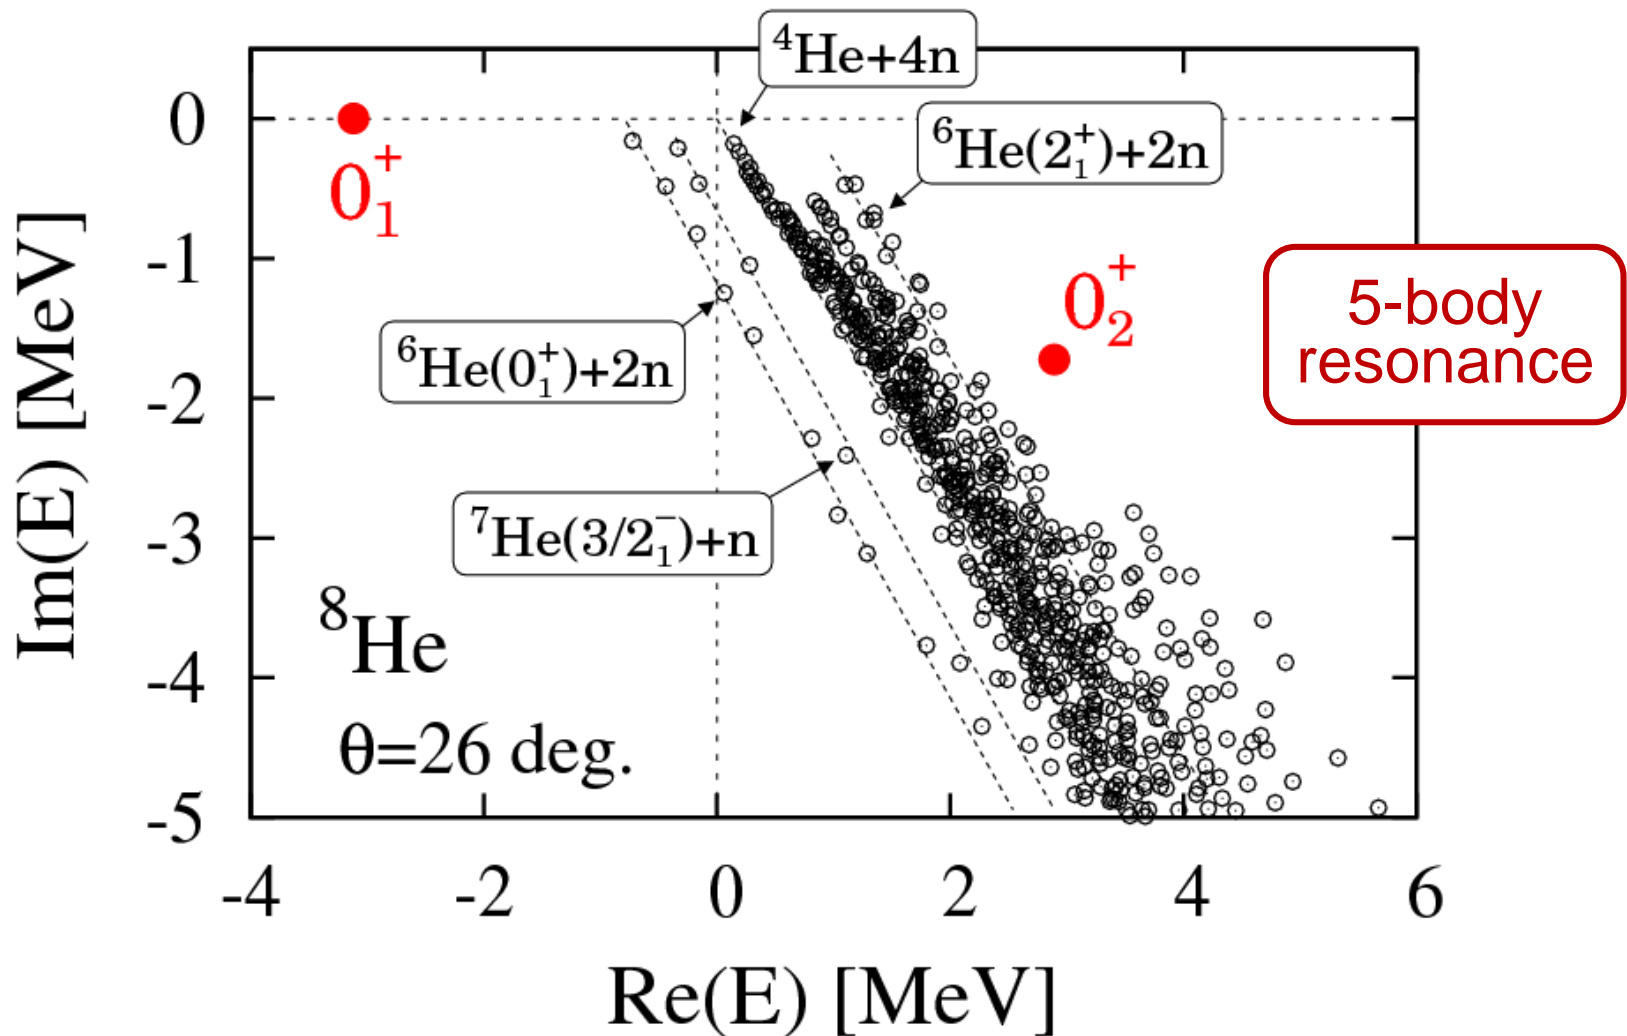 ⁴He+4n
⁶He(2₁⁺)+2n
0₁⁺
0₂⁺
5-body
resonance
⁶He(0₁⁺)+2n
⁷He(3/2₁⁻)+n
⁸He
θ=26 deg.
Im(E) [MeV]
0
-1
-2
-3
-4
-5
-4 -2 0 2 4 6
Re(E) [MeV]